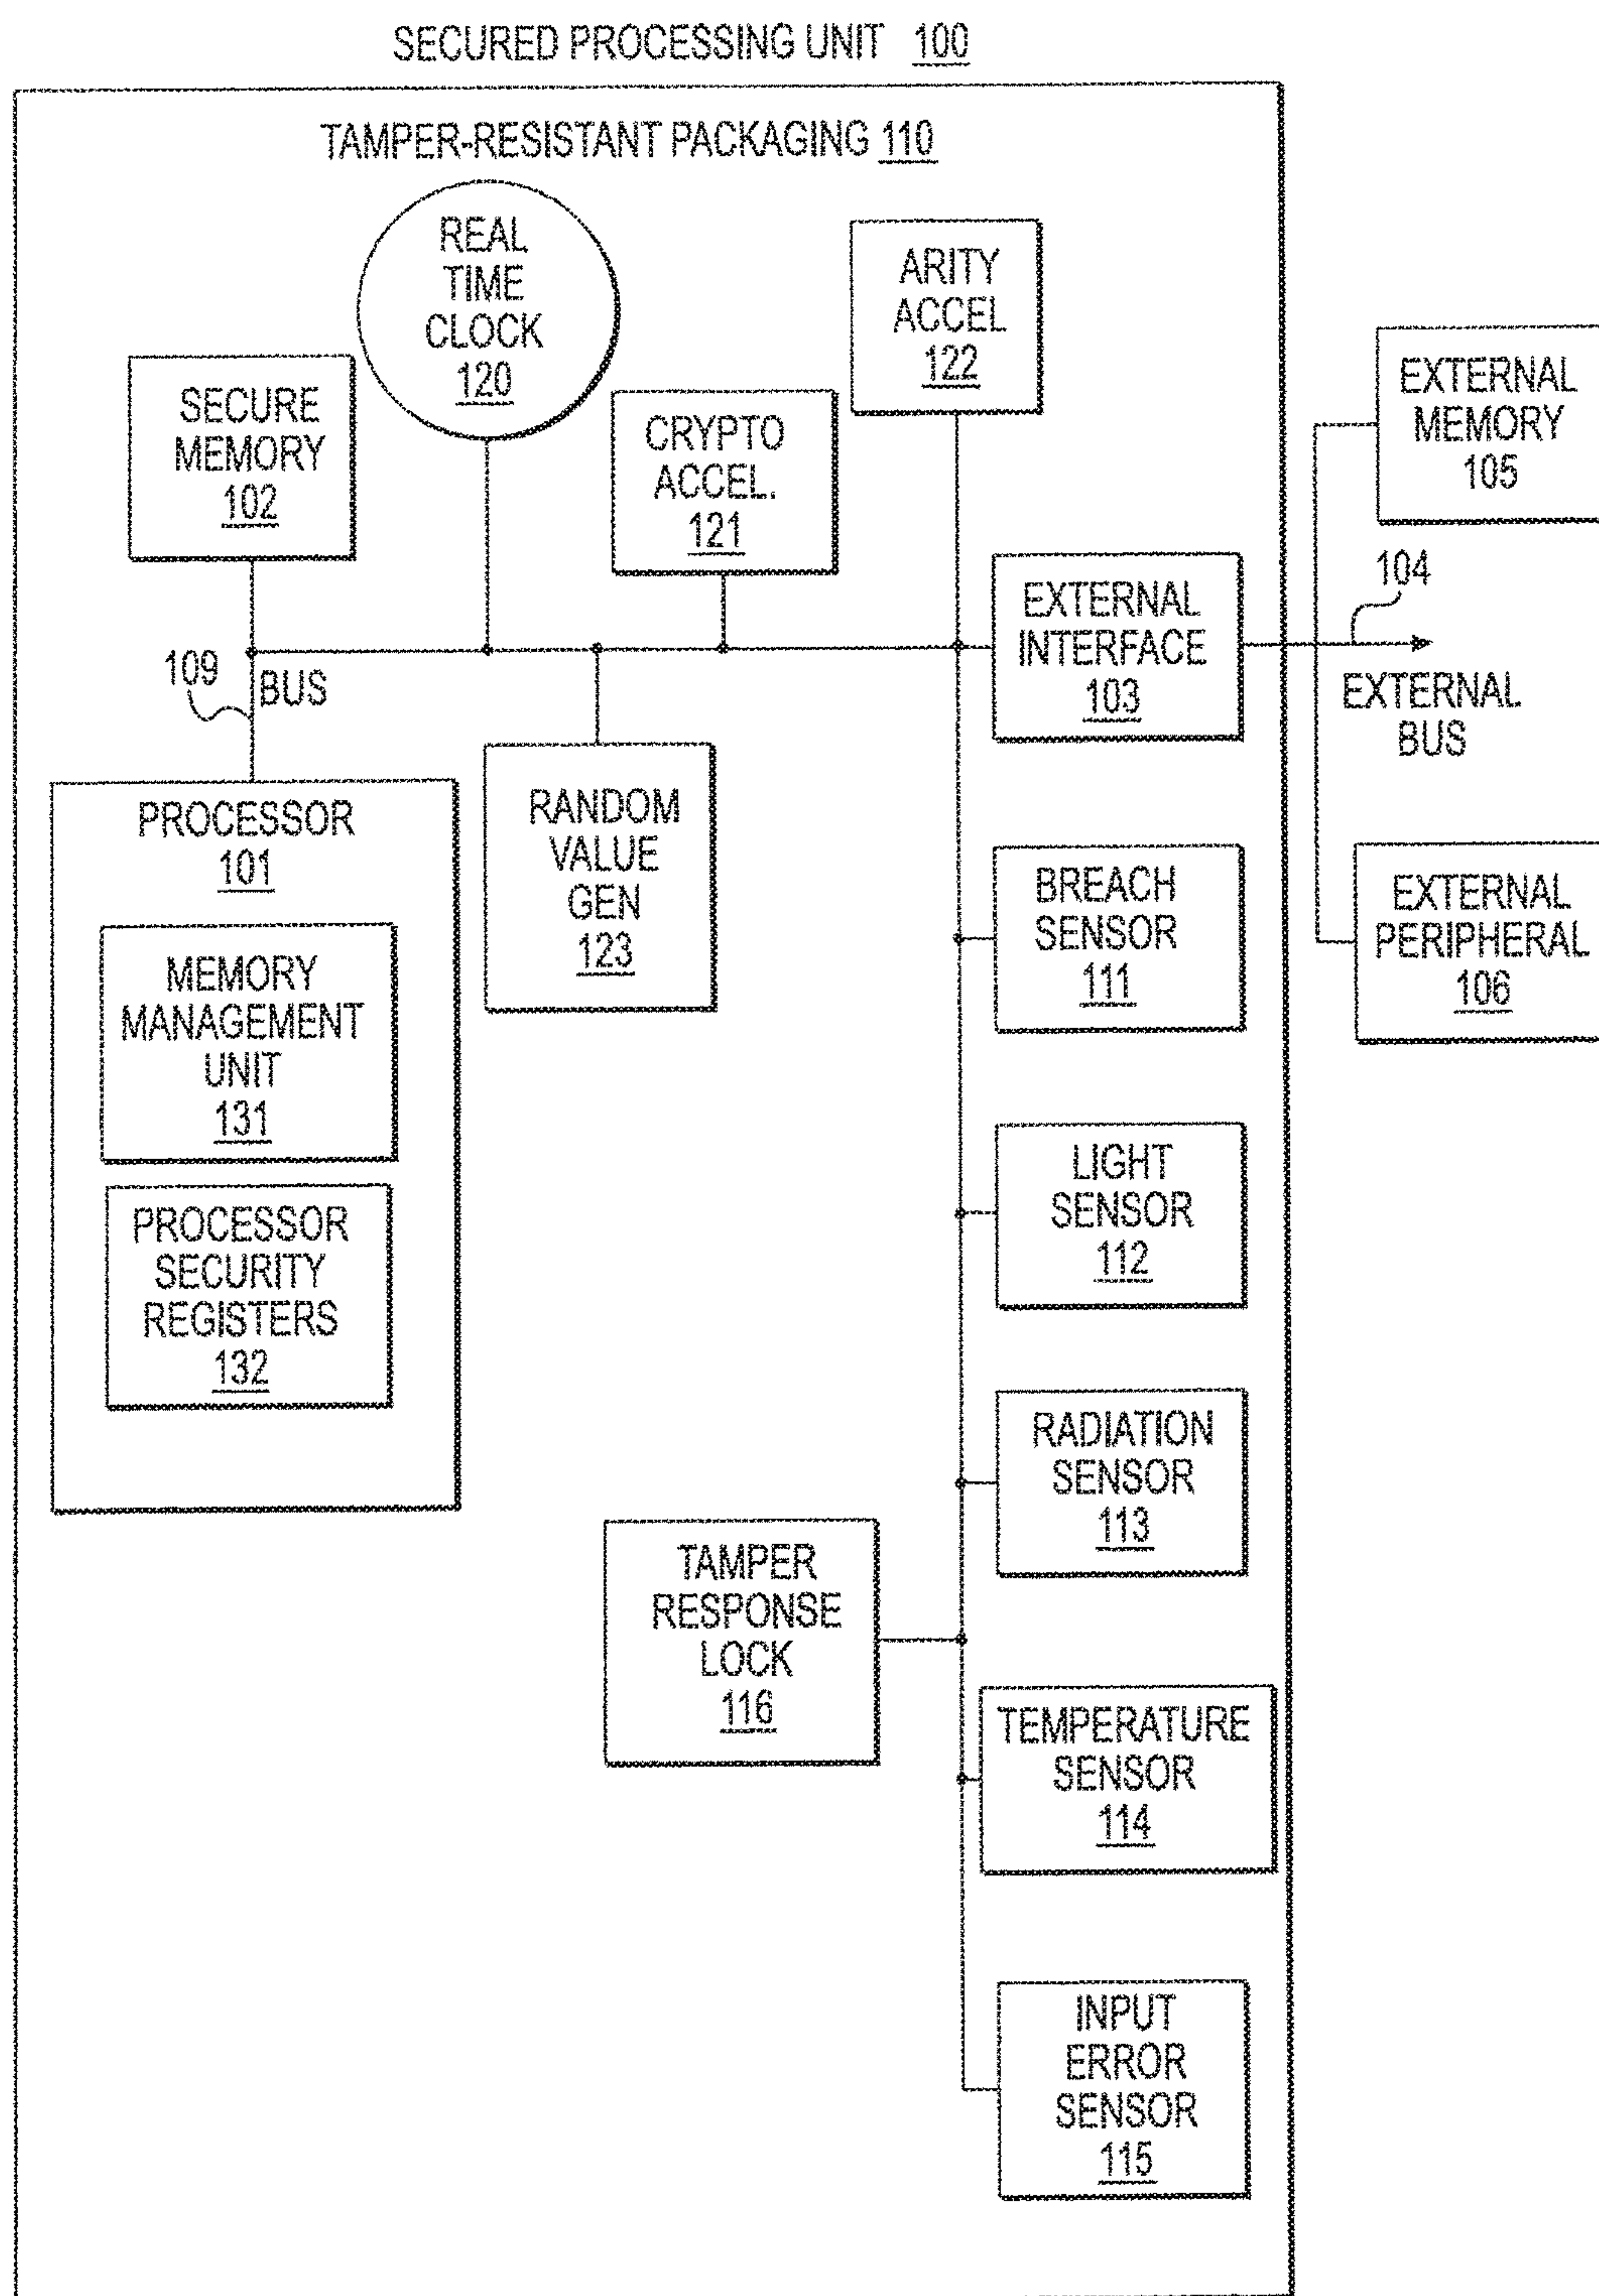 SECURED PROCESSING UNIT 100
TAMPER-RESISTANT PACKAGING 110
REAL
TIME
CLOCK
120
ARITY
ACCEL
122
SECURE
MEMORY
102
CRYPTO
ACCEL.
121
EXTERNAL
MEMORY
105
104
EXTERNAL
INTERFACE
103
109
BUS
EXTERNAL
BUS
PROCESSOR
101
MEMORY
MANAGEMENT
UNIT
131
PROCESSOR
SECURITY
REGISTERS
132
RANDOM
VALUE
GEN
123
BREACH
SENSOR
111
EXTERNAL
PERIPHERAL
106
LIGHT
SENSOR
112
RADIATION
SENSOR
113
TAMPER
RESPONSE
LOCK
116
TEMPERATURE
SENSOR
114
INPUT
ERROR
SENSOR
115